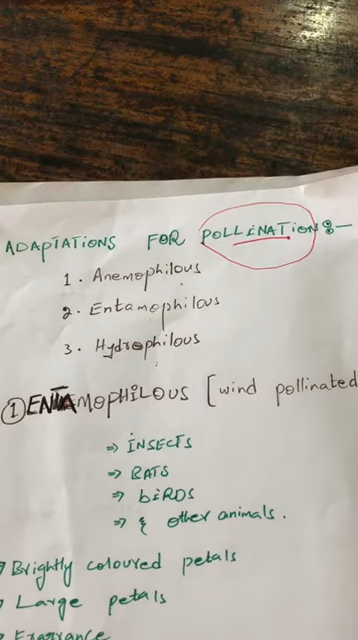 ADAPTATIONS FOR POLLINATION:-
1. Anemophilous
2. Entamophilous
3. Hydrophilous
① ENTAMOPHILOUS [wind pollinated
⇒ INSECTS
⇒ BATS
⇒ biRDS
⇒ & other animals.
→ Brightly coloured petals
→ Large petals
→ Fragrance